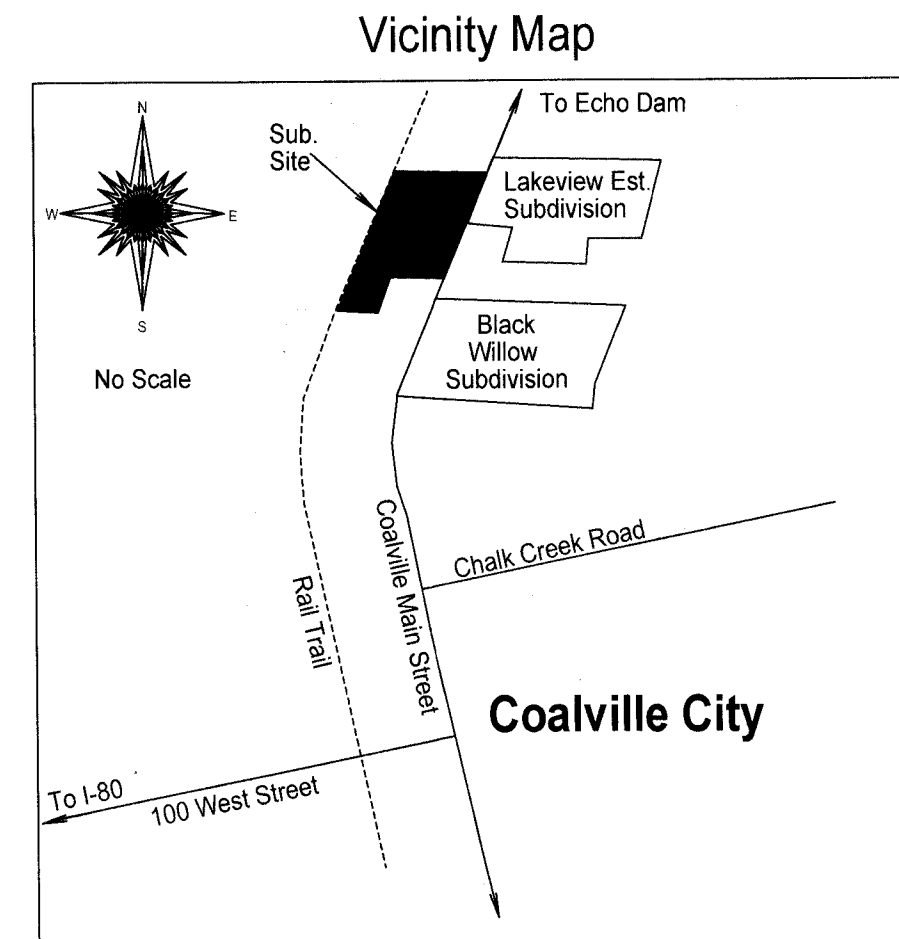 Vicinity Map
N
W
E
S
No Scale
Sub.
Site
To Echo Dam
Lakeview Est.
Subdivision
Black
Willow
Subdivision
Coalville Main Street
Chalk Creek Road
Rail Trail
Coalville City
To I-80
100 West Street